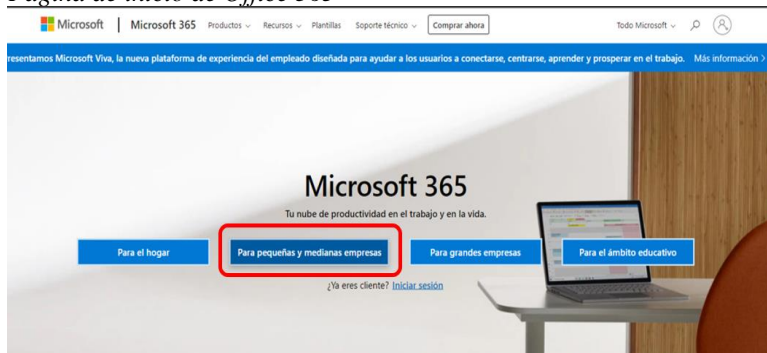 Página de inicio de Office 365
Microsoft | Microsoft 365 Productos Recursos Plantillas Soporte técnico Comprar ahora Todo Microsoft
resentamos Microsoft Viva, la nueva plataforma de experiencia del empleado diseñada para ayudar a los usuarios a conectarse, centrarse, aprender y prosperar en el trabajo. Más información >
Microsoft 365
Tu nube de productividad en el trabajo y en la vida.
Para el hogar Para pequeñas y medianas empresas Para grandes empresas Para el ámbito educativo
¿Ya eres cliente? Iniciar sesión